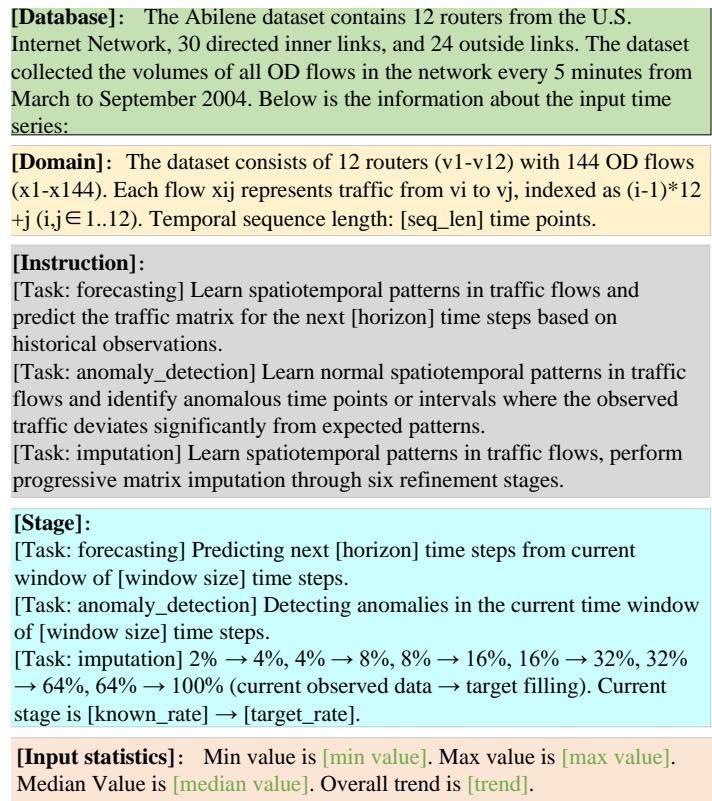 [Database]: The Abilene dataset contains 12 routers from the U.S.
Internet Network, 30 directed inner links, and 24 outside links. The dataset
collected the volumes of all OD flows in the network every 5 minutes from
March to September 2004. Below is the information about the input time
series:
[Domain]: The dataset consists of 12 routers (v1-v12) with 144 OD flows
(x1-x144). Each flow xij represents traffic from vi to vj, indexed as (i-1)*12
+j (i,j∈1..12). Temporal sequence length: [seq_len] time points.
[Instruction]:
[Task: forecasting] Learn spatiotemporal patterns in traffic flows and
predict the traffic matrix for the next [horizon] time steps based on
historical observations.
[Task: anomaly_detection] Learn normal spatiotemporal patterns in traffic
flows and identify anomalous time points or intervals where the observed
traffic deviates significantly from expected patterns.
[Task: imputation] Learn spatiotemporal patterns in traffic flows, perform
progressive matrix imputation through six refinement stages.
[Stage]:
[Task: forecasting] Predicting next [horizon] time steps from current
window of [window size] time steps.
[Task: anomaly_detection] Detecting anomalies in the current time window
of [window size] time steps.
[Task: imputation] 2% → 4%, 4% → 8%, 8% → 16%, 16% → 32%, 32%
→ 64%, 64% → 100% (current observed data → target filling). Current
stage is [known_rate] → [target_rate].
[Input statistics]: Min value is [min value]. Max value is [max value].
Median Value is [median value]. Overall trend is [trend].